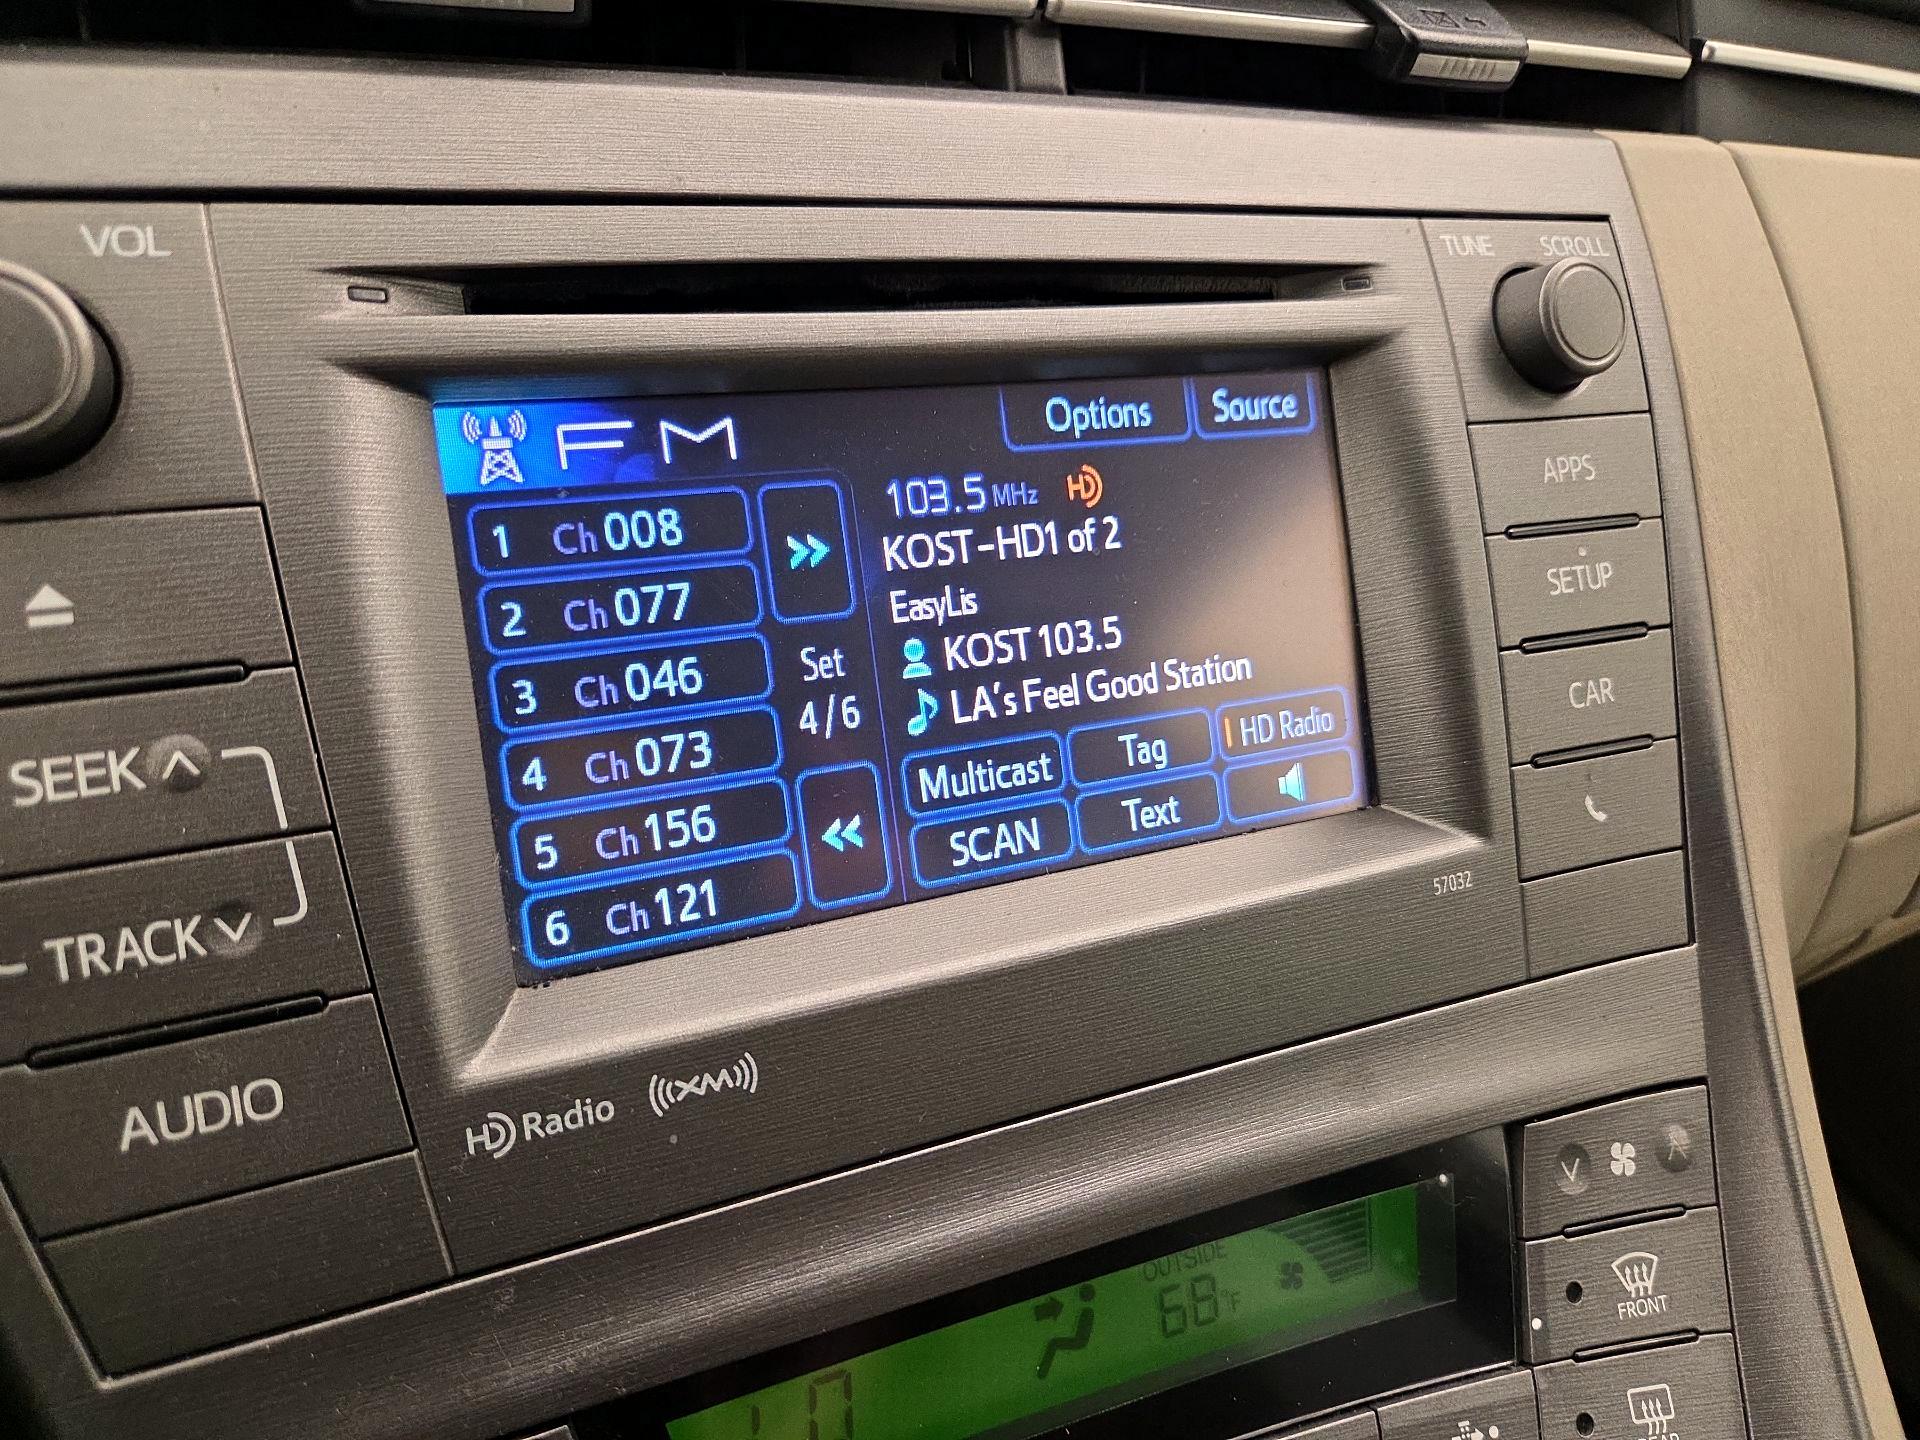 VOL
TUNE SCROLL
FM
Options
Source
1 Ch 008
2 Ch 077
3 Ch 046
4 Ch 073
5 Ch 156
6 Ch 121
>>
Set
4/6
<<
103.5 MHz HD
KOST-HD1 of 2
EasyLis
KOST 103.5
LA's Feel Good Station
Multicast
Tag
HD Radio
SCAN
Text
SEEK
TRACK
AUDIO
APPS
SETUP
CAR
57032
HD Radio
((XM))
OUTSIDE
68°F
FRONT